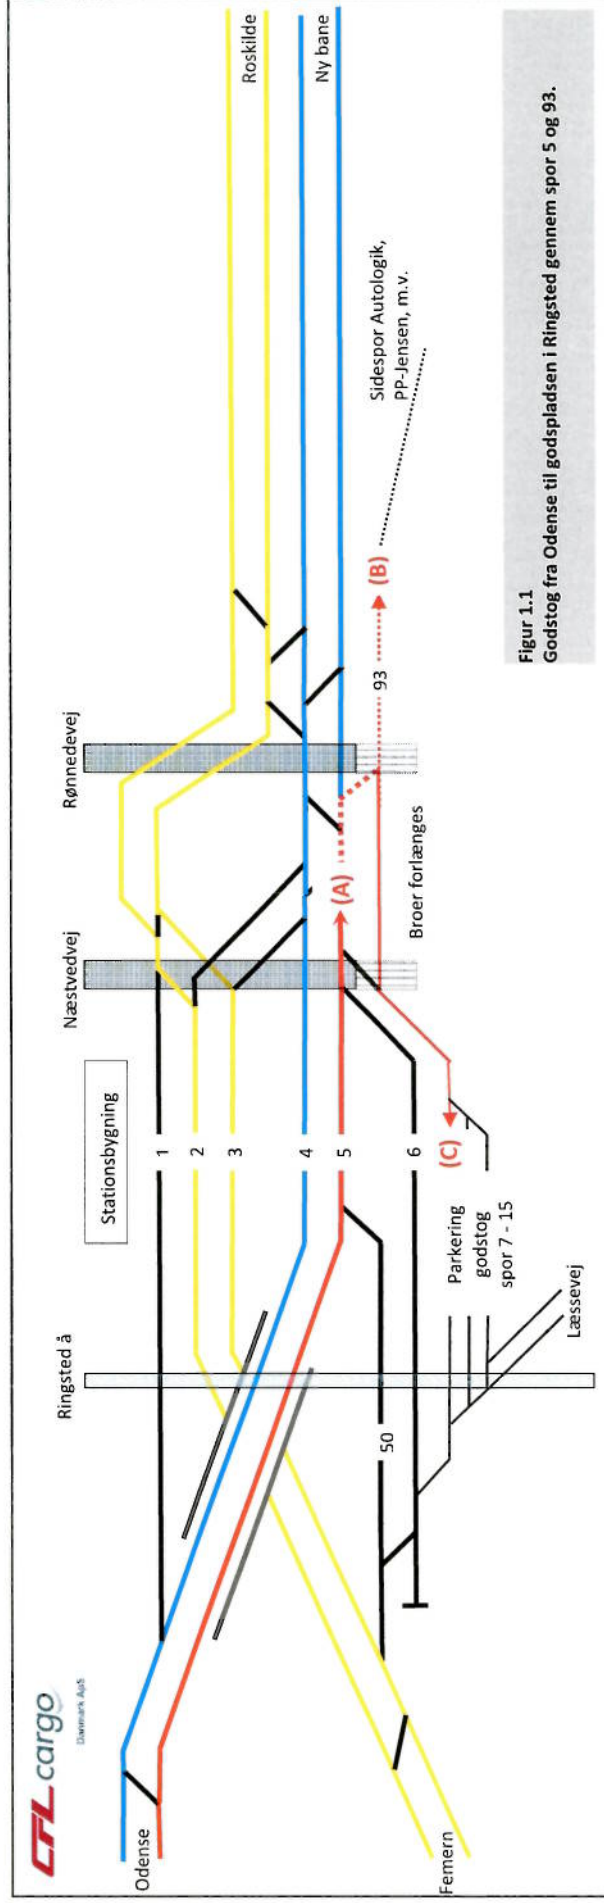 CFL cargo
Danmark ApS
Odense
Femern
Ringsted å
Stationsbygning
Næstvedvej
Rønnedevej
Roskilde
Ny bane
1
2
3
4
5
6
50
93
(A)
(B)
(C)
Parkering
godstog
spor 7 - 15
Læssevej
Broer forlænges
Sidespor Autologik,
PP-Jensen, m.v.
Figur 1.1
Godstog fra Odense til godspladsen i Ringsted gennem spor 5 og 93.